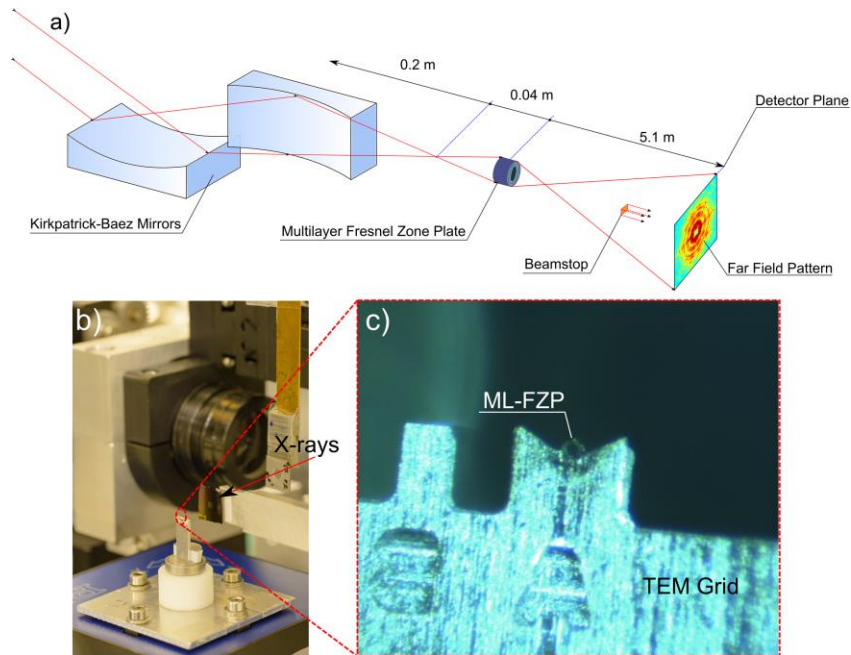 a)
0.2 m
0.04 m
5.1 m
Detector Plane
Kirkpatrick-Baez Mirrors
Multilayer Fresnel Zone Plate
Beamstop
Far Field Pattern
b)
X-rays
c)
ML-FZP
TEM Grid